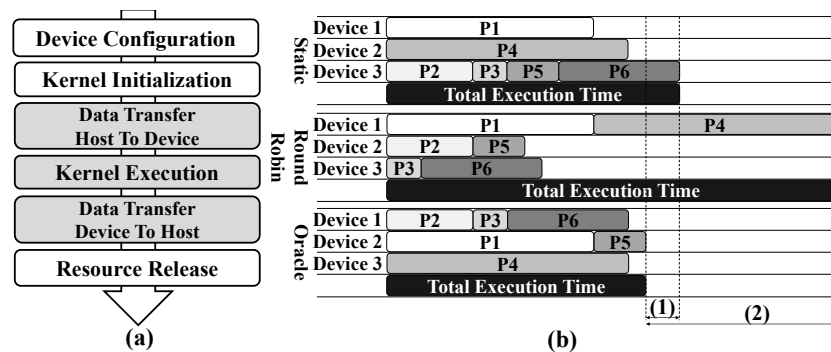 Device Configuration
Kernel Initialization
Data Transfer
Host To Device
Kernel Execution
Data Transfer
Device To Host
Resource Release
(a)
Static
Device 1 P1
Device 2 P4
Device 3 P2 P3 P5 P6
Total Execution Time
Round
Robin
Device 1 P1 P4
Device 2 P2 P5
Device 3 P3 P6
Total Execution Time
Oracle
Device 1 P2 P3 P6
Device 2 P1 P5
Device 3 P4
Total Execution Time
(1)
(2)
(b)